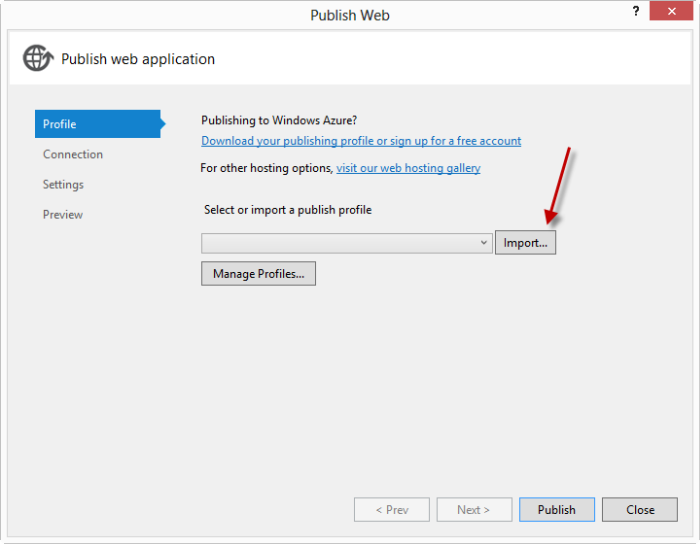 Publish Web
?
Publish web application
Profile
Connection
Settings
Preview
Publishing to Windows Azure?
Download your publishing profile or sign up for a free account
For other hosting options, visit our web hosting gallery
Select or import a publish profile
Import...
Manage Profiles...
< Prev
Next >
Publish
Close